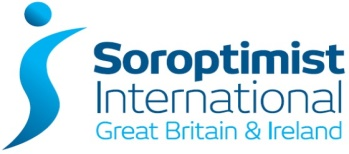 Soroptimist
International
Great Britain & Ireland